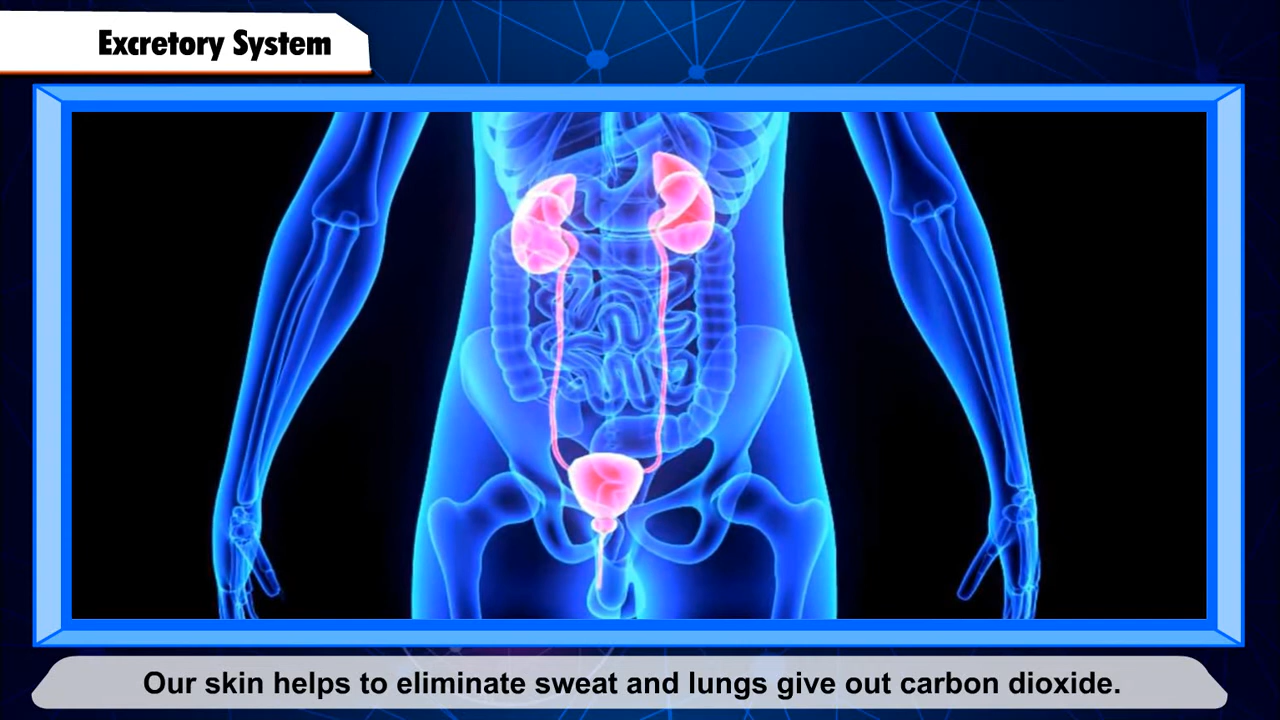 Excretory System
Our skin helps to eliminate sweat and lungs give out carbon dioxide.